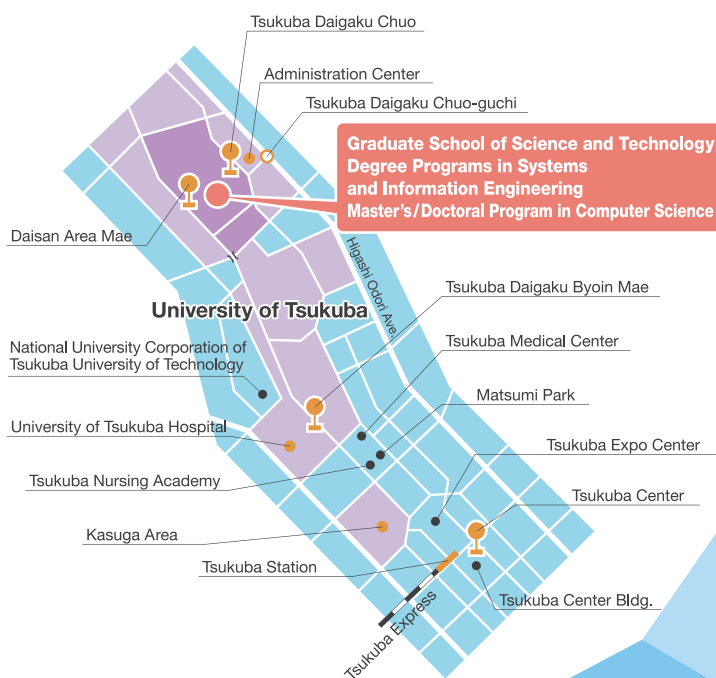 Tsukuba Daigaku Chuo
Administration Center
Tsukuba Daigaku Chuo-guchi
Graduate School of Science and Technology
Degree Programs in Systems
and Information Engineering
Master's/Doctoral Program in Computer Science
Daisan Area Mae
Higashi Odori Ave.
Tsukuba Daigaku Byoin Mae
University of Tsukuba
National University Corporation of
Tsukuba University of Technology
Tsukuba Medical Center
Matsumi Park
University of Tsukuba Hospital
Tsukuba Expo Center
Tsukuba Nursing Academy
Tsukuba Center
Kasuga Area
Tsukuba Station
Tsukuba Center Bldg.
Tsukuba Express